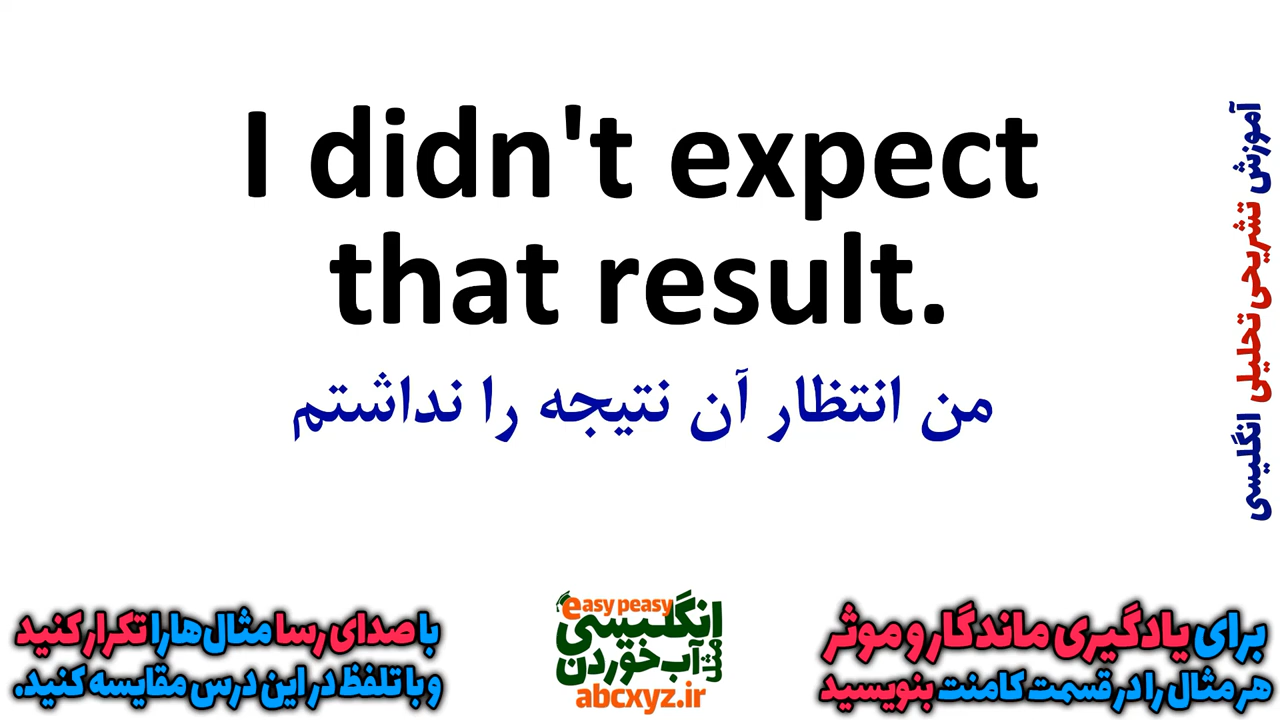 I didn't expect
that result.
من انتظار آن نتیجه را نداشتم
آموزش تشریحی تحلیلی انگلیسی
با صدای رسا مثال‌ها را تکرار کنید
و با تلفظ در این درس مقایسه کنید.
easy peasy
انگلیسی
مثل آب خوردن
abcxyz.ir
برای یادگیری ماندگار و موثر
هر مثال را در قسمت کامنت بنویسید